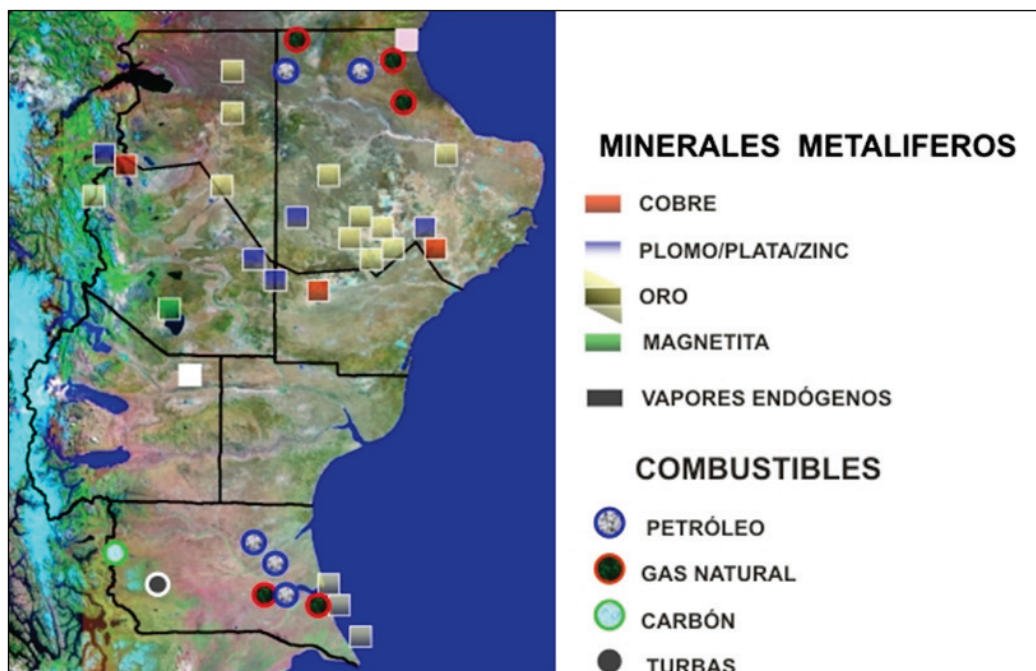 MINERALES METALIFEROS
COBRE
PLOMO/PLATA/ZINC
ORO
MAGNETITA
VAPORES ENDÓGENOS
COMBUSTIBLES
PETRÓLEO
GAS NATURAL
CARBÓN
TURBAS